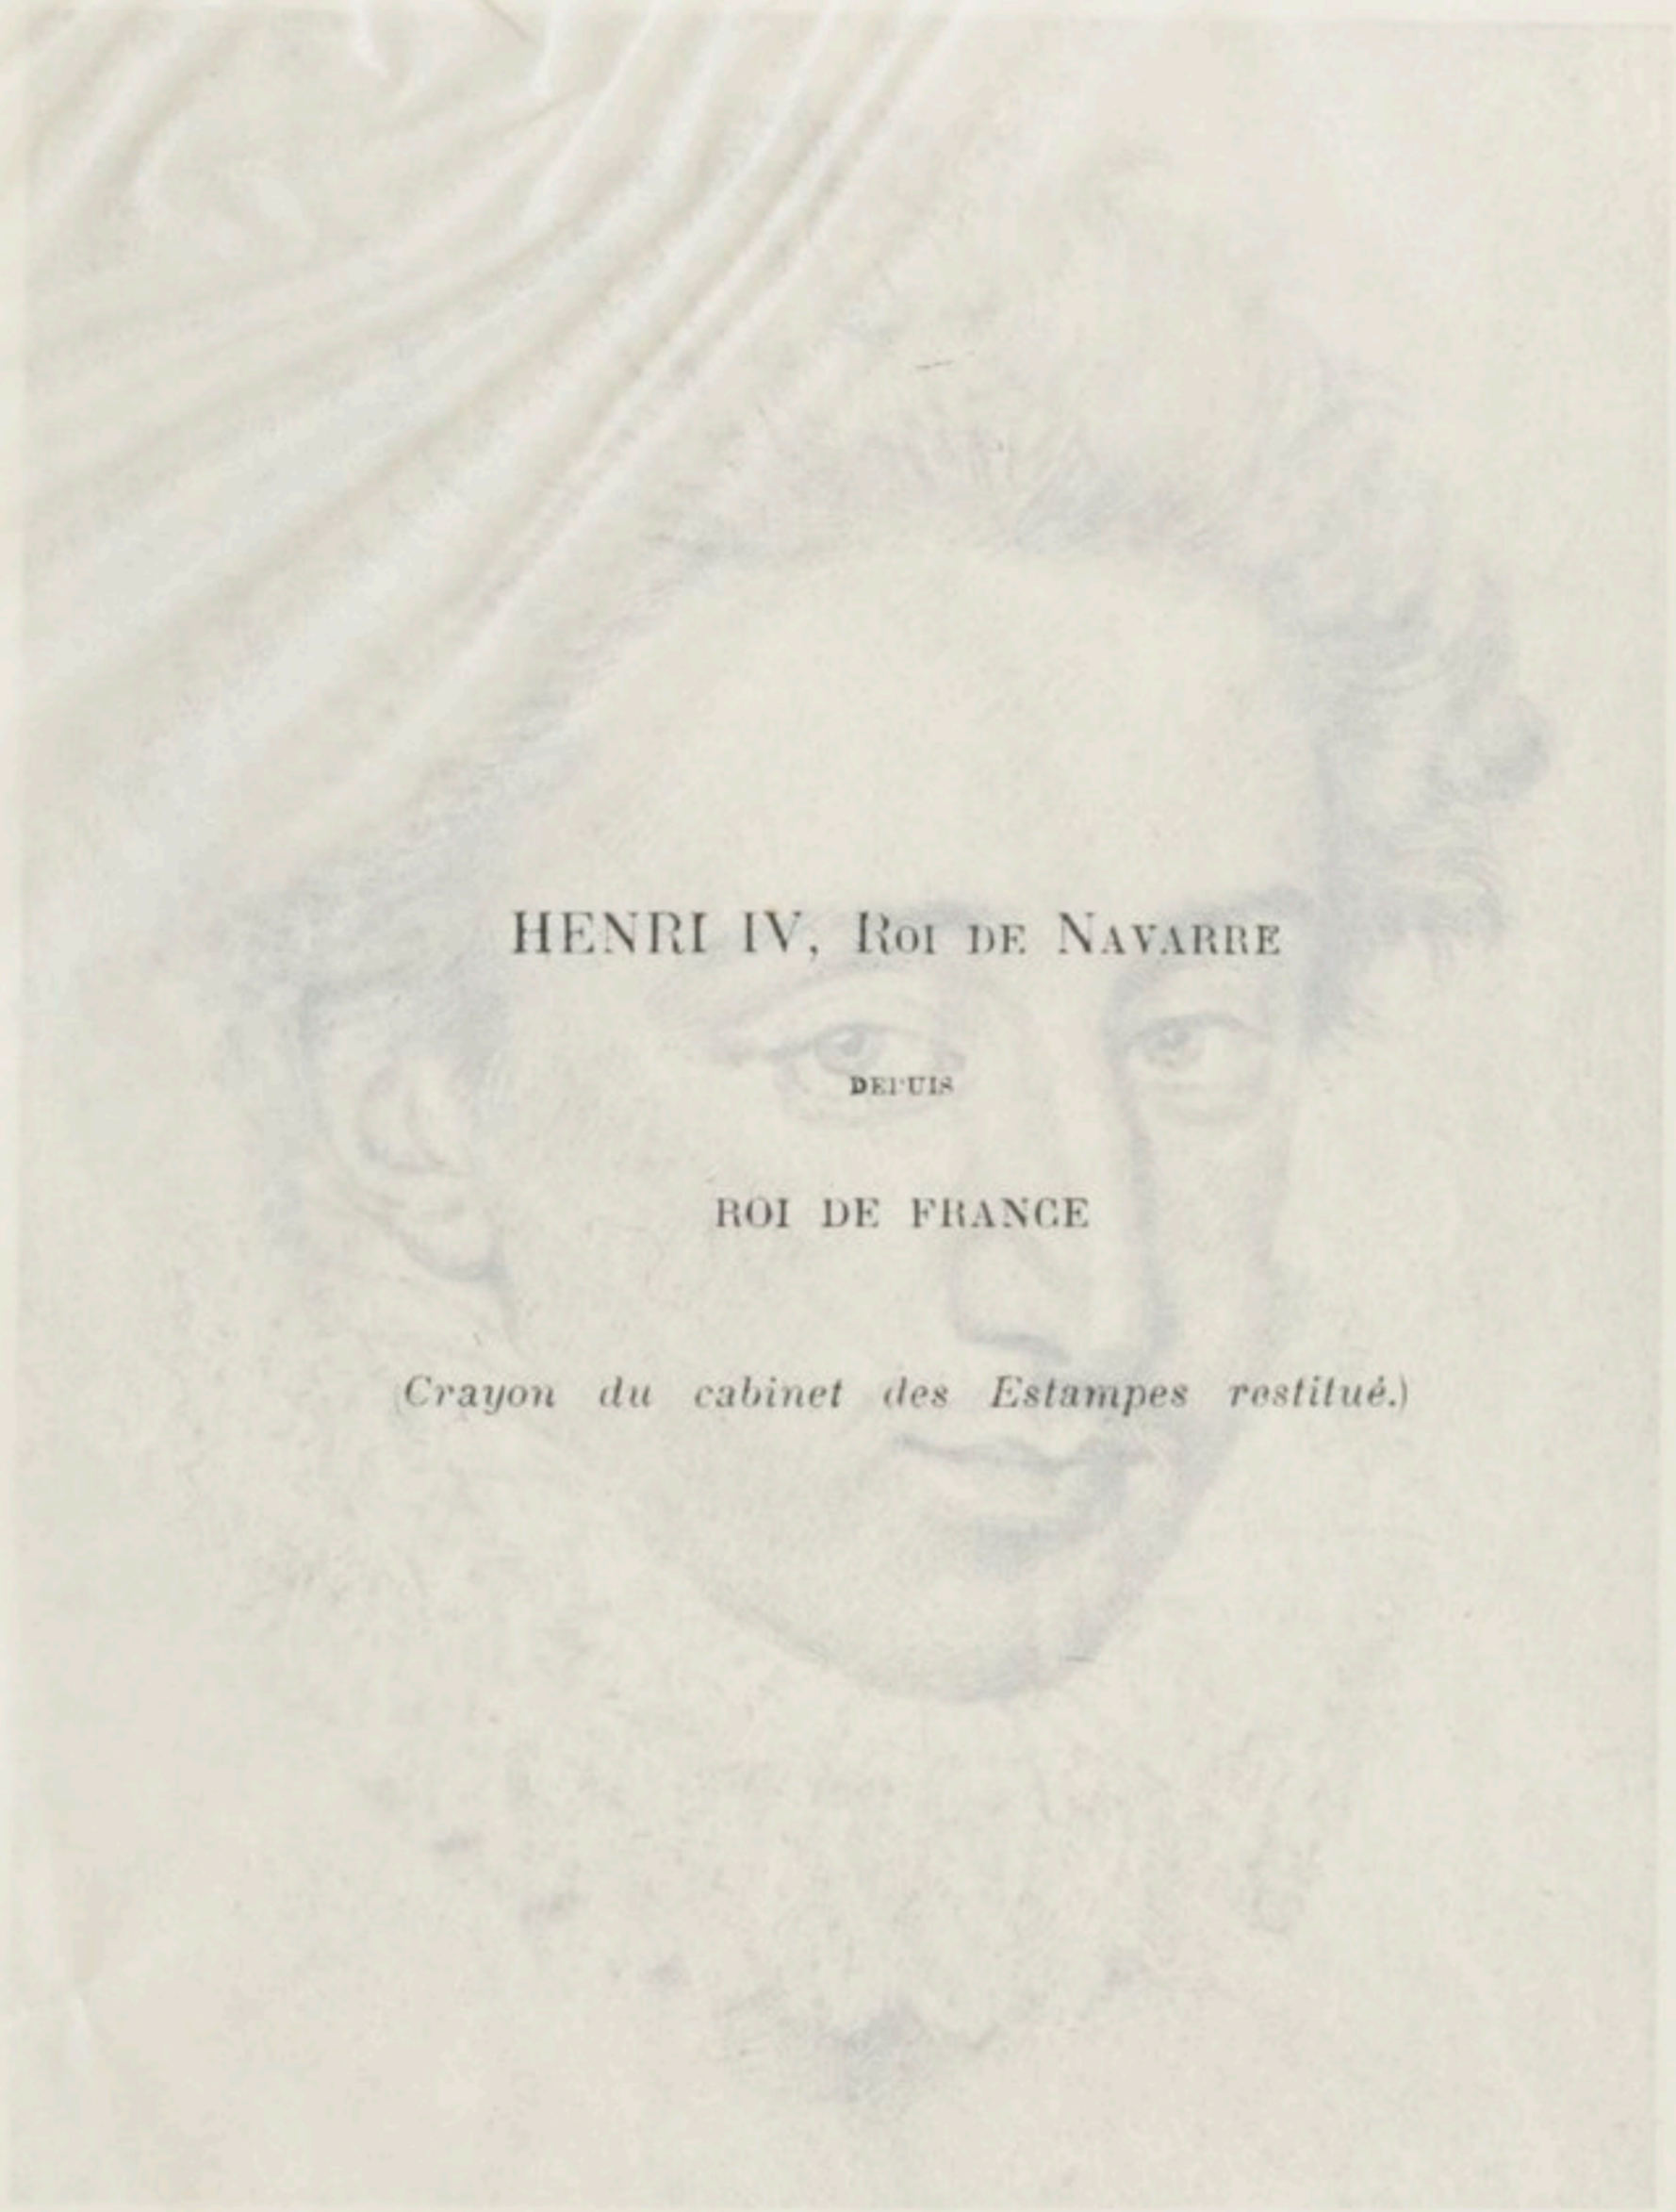 HENRI IV, ROI DE NAVARRE
DEPUIS
ROI DE FRANCE
(Crayon du cabinet des Estampes restitué.)